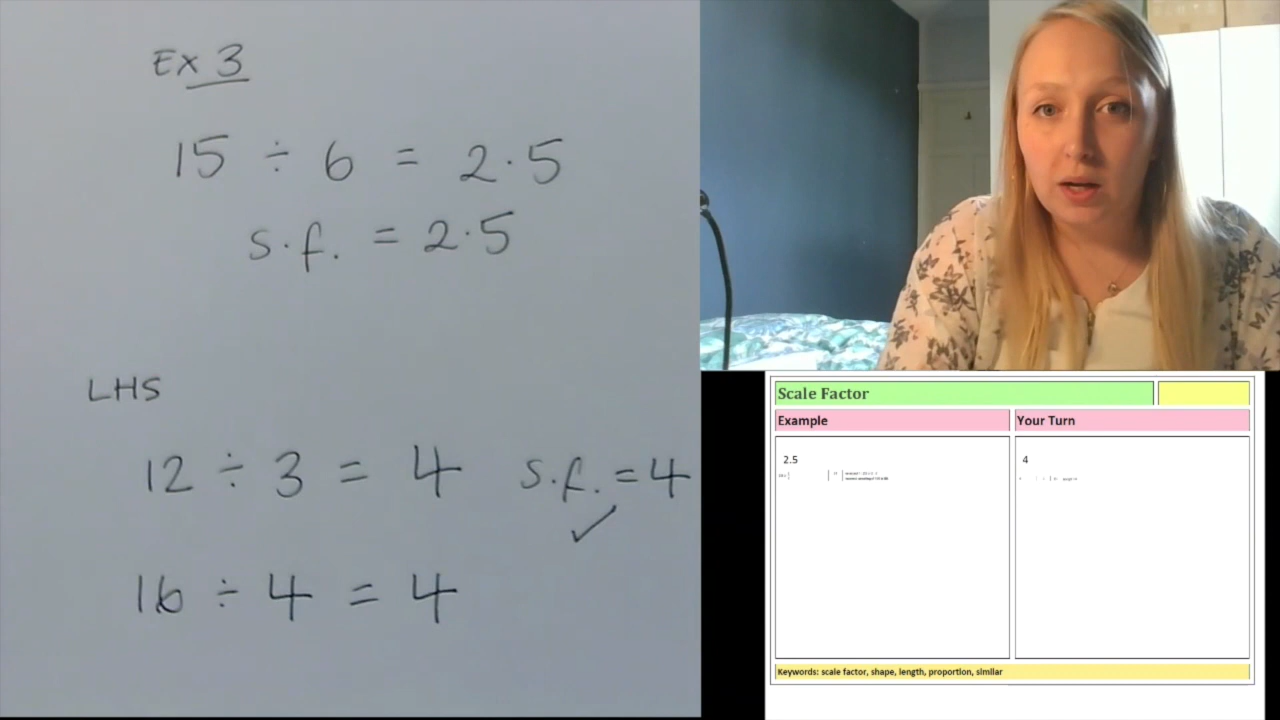 Ex 3
15 ÷ 6 = 2.5
s.f. = 2.5
LHS
12 ÷ 3 = 4 s.f. = 4 ✓
16 ÷ 4 = 4
Scale Factor
Example
Your Turn
2.5
4
Keywords: scale factor, shape, length, proportion, similar